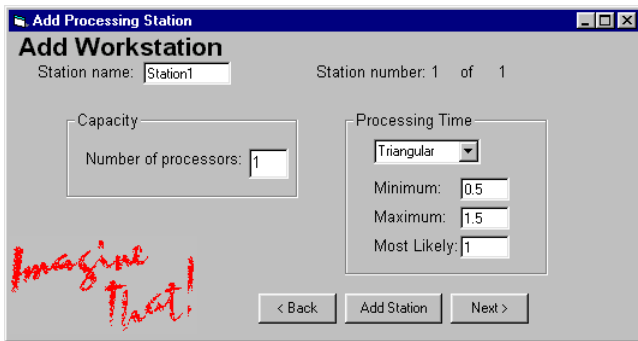 Add Processing Station
Add Workstation
Station name: Station1
Station number: 1 of 1
Capacity
Number of processors: 1
Processing Time
Triangular
Minimum: 0.5
Maximum: 1.5
Most Likely: 1
Imagine
That!
< Back Add Station Next >